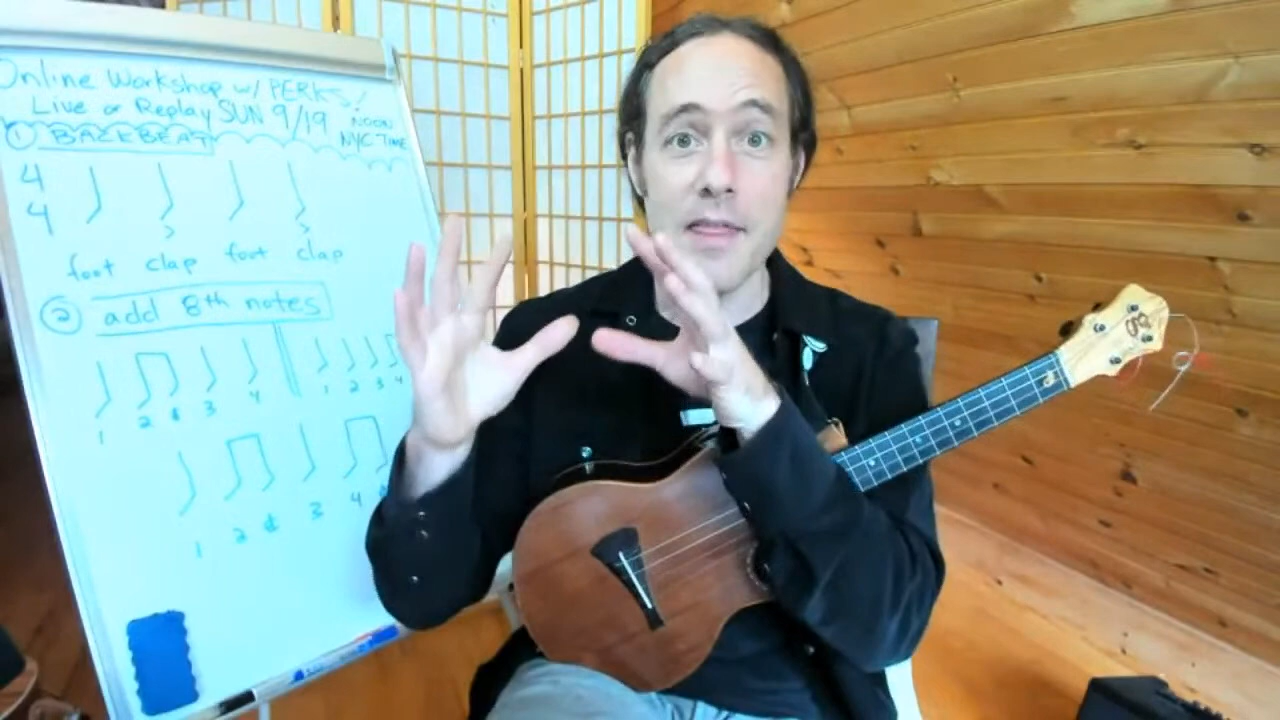 Online Workshop w/ PERKS!
Live or Replay SUN 9/19 NOON
NYC TIME
① BAZEBEAT
4
4
foot clap foot clap
② add 8th notes
1 2 & 3 4 1 2 3 4
1 2 & 3 4 &